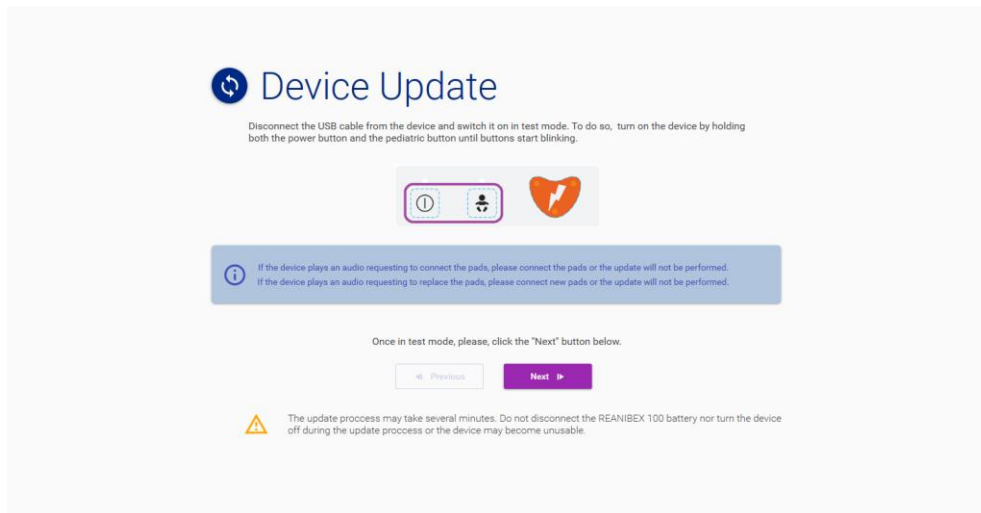 Device Update
Disconnect the USB cable from the device and switch it on in test mode. To do so, turn on the device by holding
both the power button and the pediatric button until buttons start blinking.
If the device plays an audio requesting to connect the pads, please connect the pads or the update will not be performed.
If the device plays an audio requesting to replace the pads, please connect new pads or the update will not be performed.
Once in test mode, please, click the "Next" button below.
Previous
Next
The update proccess may take several minutes. Do not disconnect the REANIBEX 100 battery nor turn the device
off during the update proccess or the device may become unusable.